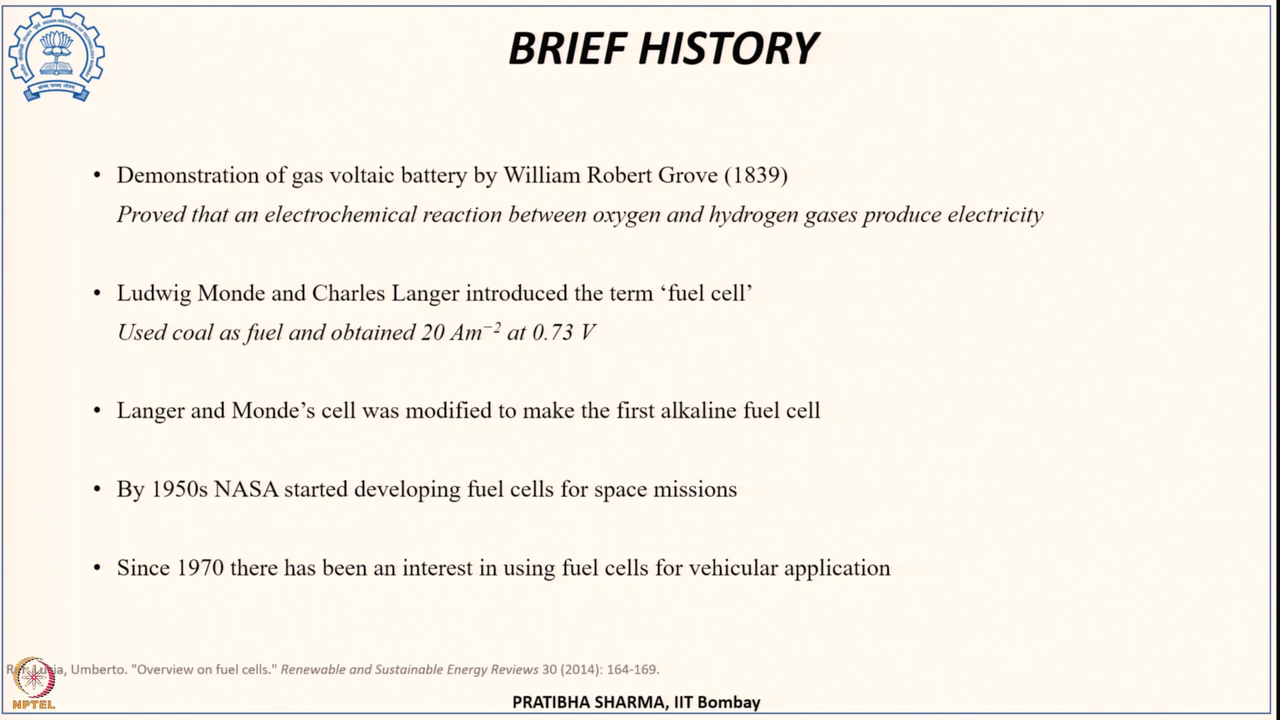 BRIEF HISTORY
• Demonstration of gas voltaic battery by William Robert Grove (1839)
Proved that an electrochemical reaction between oxygen and hydrogen gases produce electricity
• Ludwig Monde and Charles Langer introduced the term ‘fuel cell’
Used coal as fuel and obtained 20 Am⁻² at 0.73 V
• Langer and Monde’s cell was modified to make the first alkaline fuel cell
• By 1950s NASA started developing fuel cells for space missions
• Since 1970 there has been an interest in using fuel cells for vehicular application
Umberto. "Overview on fuel cells." Renewable and Sustainable Energy Reviews 30 (2014): 164-169.
NPTEL
PRATIBHA SHARMA, IIT Bombay